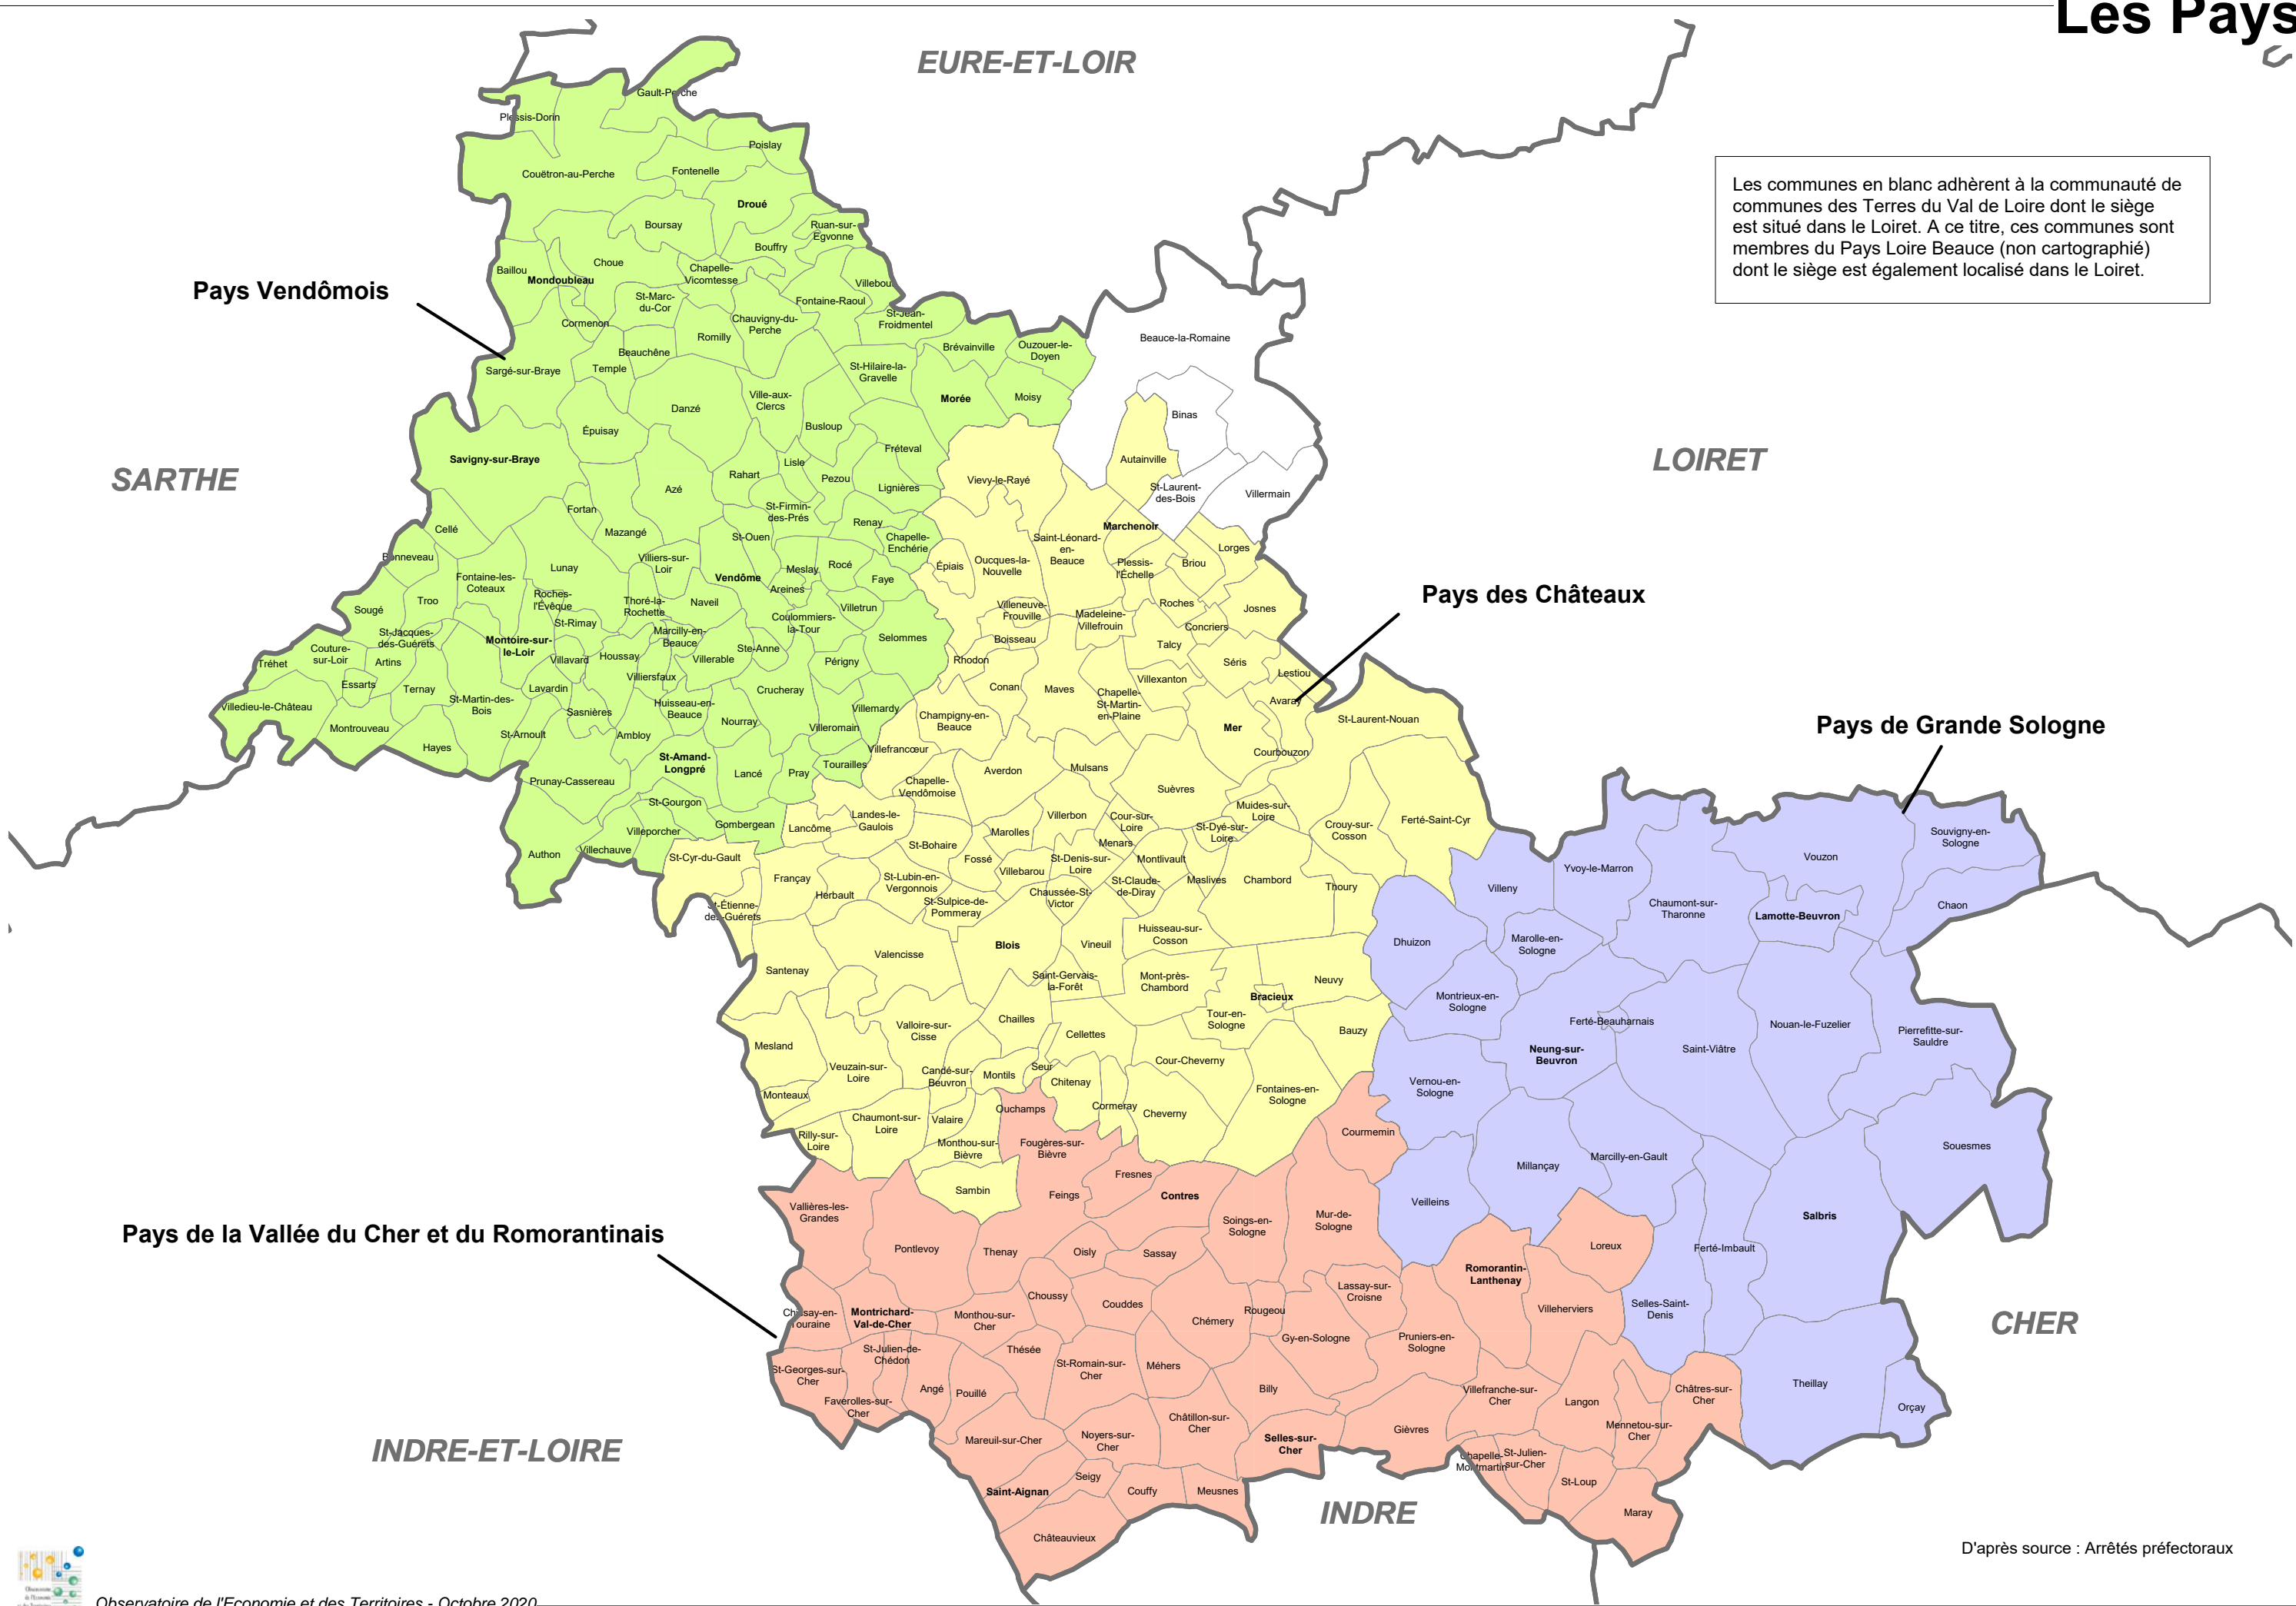 Les Pays
EURE-ET-LOIR
Gault-Perche
Plessis-Dorin
Poislay
Couëtron-au-Perche
Fontenelle
Droué
Les communes en blanc adhèrent à la communauté de
communes des Terres du Val de Loire dont le siège
est situé dans le Loiret. A ce titre, ces communes sont
membres du Pays Loire Beauce (non cartographié)
dont le siège est également localisé dans le Loiret.
Boursay
Ruan-sur-
Egvonne
Bouffry
Choue
Baillou
Mondoubleau
Chapelle-
Vicomtesse
Villebou
Pays Vendômois
St-Marc-
du-Cor
Fontaine-Raoul
Cormenon
Chauvigny-du-
Perche
St-Jean-
Froidmentel
Romilly
Beauchêne
Brévainville
Ouzouer-le-
Doyen
Beauce-la-Romaine
Sargé-sur-Braye
Temple
St-Hilaire-la-
Gravelle
Morée
Moisy
Danzé
Ville-aux-
Clercs
Binas
Épuisay
Busloup
Fréteval
Savigny-sur-Braye
Lisle
Autainville
LOIRET
SARTHE
Rahart
Pezou
Vievy-le-Rayé
Azé
Lignières
St-Laurent-
des-Bois
Villermain
Fortan
St-Firmin-
des-Prés
Renay
Cellé
Mazangé
St-Ouen
Chapelle-
Enchérie
Marchenoir
Saint-Léonard-
en-
Beauce
Lorges
Bonneveau
Villiers-sur-
Loir
Lunay
Meslay
Rocé
Épiais
Oucques-la-
Nouvelle
Plessis-
l'Échelle
Briou
Fontaine-les-
Coteaux
Vendôme
Areines
Faye
Pays des Châteaux
Troo
Roches-
l'Évêque
Thoré-la-
Rochette
Naveil
Villetrun
Sougé
Villeneuve-
Frouville
Roches
Josnes
St-Rimay
Coulommiers-
la-Tour
Madeleine-
Villefrouin
Concriers
St-Jacques-
des-Guérets
Montoire-sur-
le-Loir
Marcilly-en-
Beauce
Selommes
Boisseau
Talcy
Couture-
sur-Loir
Tréhet
Artins
Villavard
Houssay
Villerable
Ste-Anne
Périgny
Rhodon
Séris
Lestiou
Essarts
Ternay
Lavardin
Villiersfaux
Crucheray
Conan
Maves
Villexanton
Avaray
Villedieu-le-Château
St-Martin-des-
Bois
Sasnières
Huisseau-en-
Beauce
Nourray
Villemardy
Chapelle-
St-Martin-
en-Plaine
Montrouveau
Villeromain
Champigny-en-
Beauce
Mer
St-Laurent-Nouan
Pays de Grande Sologne
Hayes
St-Arnoult
Ambloy
Villefrancœur
Courbouzon
St-Amand-
Longpré
Lancé
Pray
Tourailles
Averdon
Mulsans
Prunay-Cassereau
Chapelle-
Vendômoise
Suèvres
St-Gourgon
Landes-le-
Gaulois
Villerbon
Muides-sur-
Loire
Villeporcher
Gombergean
Lancôme
Marolles
Cour-sur-
Loire
St-Dyé-sur-
Loire
Crouy-sur-
Cosson
Ferté-Saint-Cyr
Souvigny-en-
Sologne
Authon
Villechauve
St-Cyr-du-Gault
St-Bohaire
Menars
Fossé
Villebarou
St-Denis-sur-
Loire
Montlivault
Vouzon
Yvoy-le-Marron
Françay
Herbault
St-Lubin-en-
Vergonnois
Chaussée-St-
Victor
St-Claude-
de-Diray
Maslives
Chambord
Thoury
Villeny
St-Étienne-
des-Guérets
St-Sulpice-de-
Pommeray
Chaumont-sur-
Tharonne
Lamotte-Beuvron
Chaon
Blois
Vineuil
Huisseau-sur-
Cosson
Dhuizon
Marolle-en-
Sologne
Valencisse
Santenay
Saint-Gervais-
la-Forêt
Mont-près-
Chambord
Neuvy
Bracieux
Montrieux-en-
Sologne
Tour-en-
Sologne
Chailles
Valloire-sur-
Cisse
Cellettes
Bauzy
Ferté-Beauharnais
Nouan-le-Fuzelier
Pierrefitte-sur-
Sauldre
Mesland
Neung-sur-
Beuvron
Saint-Viâtre
Veuzain-sur-
Loire
Cour-Cheverny
Candé-sur-
Beuvron
Montils
Seur
Chitenay
Vernou-en-
Sologne
Monteaux
Fontaines-en-
Sologne
Ouchamps
Cormeray
Cheverny
Chaumont-sur-
Loire
Valaire
Rilly-sur-
Loire
Monthou-sur-
Bièvre
Fougères-sur-
Bièvre
Courmemin
Souesmes
Millançay
Marcilly-en-Gault
Sambin
Feings
Fresnes
Contres
Veilleins
Vallières-les-
Grandes
Soings-en-
Sologne
Mur-de-
Sologne
Salbris
Pays de la Vallée du Cher et du Romorantinais
Pontlevoy
Thenay
Oisly
Sassay
Loreux
Ferté-Imbault
Romorantin-
Lanthenay
Lassay-sur-
Croisne
Choussy
Couddes
Chissay-en-
Touraine
Montrichard-
Val-de-Cher
Monthou-sur-
Cher
Rougeou
Villeherviers
Selles-Saint-
Denis
CHER
Chémery
Gy-en-Sologne
Pruniers-en-
Sologne
St-Julien-de-
Chédon
Thésée
St-Georges-sur-
Cher
St-Romain-sur-
Cher
Méhers
Angé
Pouillé
Billy
Villefranche-sur-
Cher
Langon
Châtres-sur-
Cher
Theillay
Faverolles-sur-
Cher
Orçay
Châtillon-sur-
Cher
Mennetou-sur-
Cher
Mareuil-sur-Cher
Noyers-sur-
Cher
Selles-sur-
Cher
Gièvres
INDRE-ET-LOIRE
Chapelle-
Montmartin
St-Julien-
sur-Cher
Seigy
St-Loup
Saint-Aignan
Couffy
Meusnes
INDRE
Maray
Châteauvieux
D'après source : Arrêtés préfectoraux
Observatoire de l'Economie et des Territoires - Octobre 2020